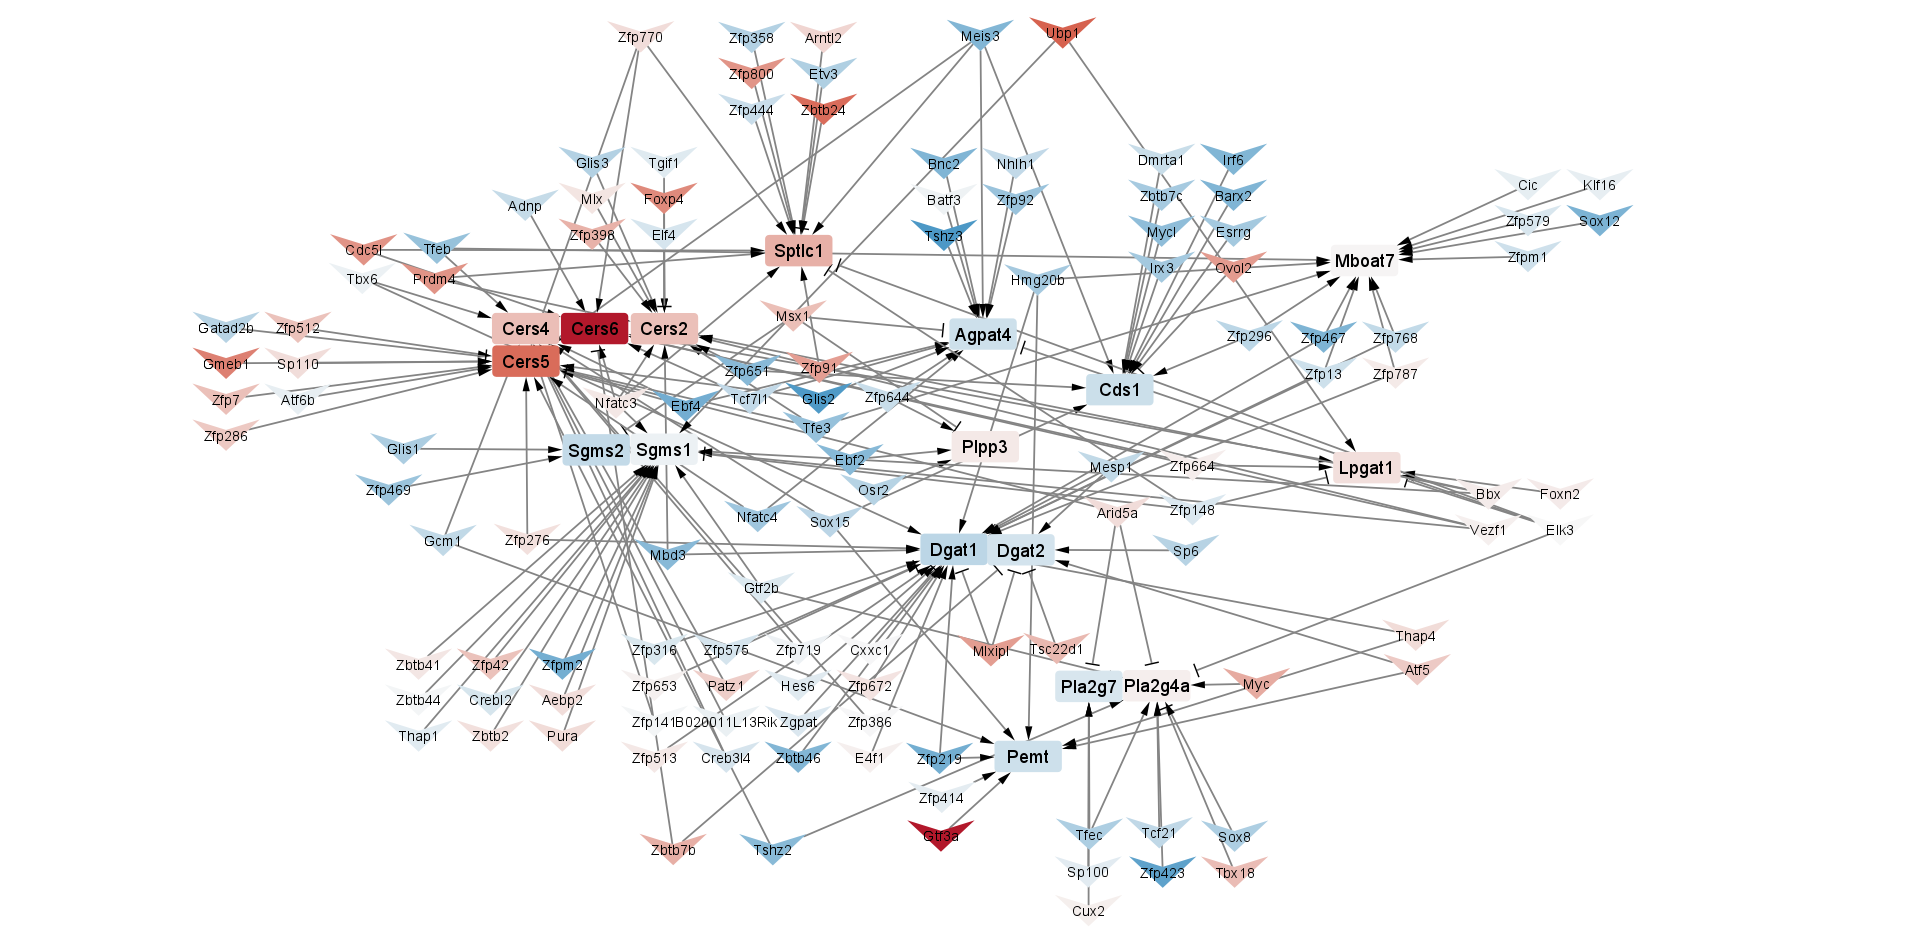 Zfp770
Zfp358
Arntl2
Meis3
Ubp1
Zfp800
Etv3
Zfp444
Zbtb24
Glis3
Tgif1
Bnc2
Nhlh1
Dmrta1
Irf6
Adnp
Mlx
Foxp4
Batf3
Zfp92
Zbtb7c
Barx2
Cic
Klf16
Zfp398
Elf4
Tshz3
Mycl
Esrrg
Zfp579
Sox12
Cdc5l
Tfeb
Sptlc1
Mboat7
Zfpm1
Tbx6
Prdm4
Hmg20b
Irx3
Ovol2
Gatad2b
Zfp512
Cers4
Cers6
Cers2
Msx1
Agpat4
Zfp296
Zfp467
Zfp768
Gmeb1
Sp110
Cers5
Zfp651
Zfp91
Zfp13
Zfp787
Zfp7
Atf6b
Nfatc3
Ebf4
Tcf7l1
Glis2
Zfp644
Cds1
Zfp286
Tfe3
Glis1
Sgms2
Sgms1
Ebf2
Plpp3
Mesp1
Zfp664
Lpgat1
Zfp469
Osr2
Bbx
Foxn2
Nfatc4
Sox15
Arid5a
Zfp148
Vezf1
Elk3
Gcm1
Zfp276
Mbd3
Dgat1
Dgat2
Sp6
Gtf2b
Zbtb41
Zfp42
Zfpm2
Zfp316
Zfp575
Zfp719
Cxxc1
Mlxipl
Tsc22d1
Thap4
Zbtb44
Crebl2
Aebp2
Zfp653
Patz1
Hes6
Zfp672
Pla2g7
Pla2g4a
Myc
Atf5
Thap1
Zbtb2
Pura
Zfp141
B020011L13Rik
Zgpat
Zfp386
Zfp513
Creb3l4
Zbtb46
E4f1
Zfp219
Pemt
Zfp414
Zbtb7b
Tshz2
Gtf3a
Tfec
Tcf21
Sox8
Sp100
Zfp423
Tbx18
Cux2